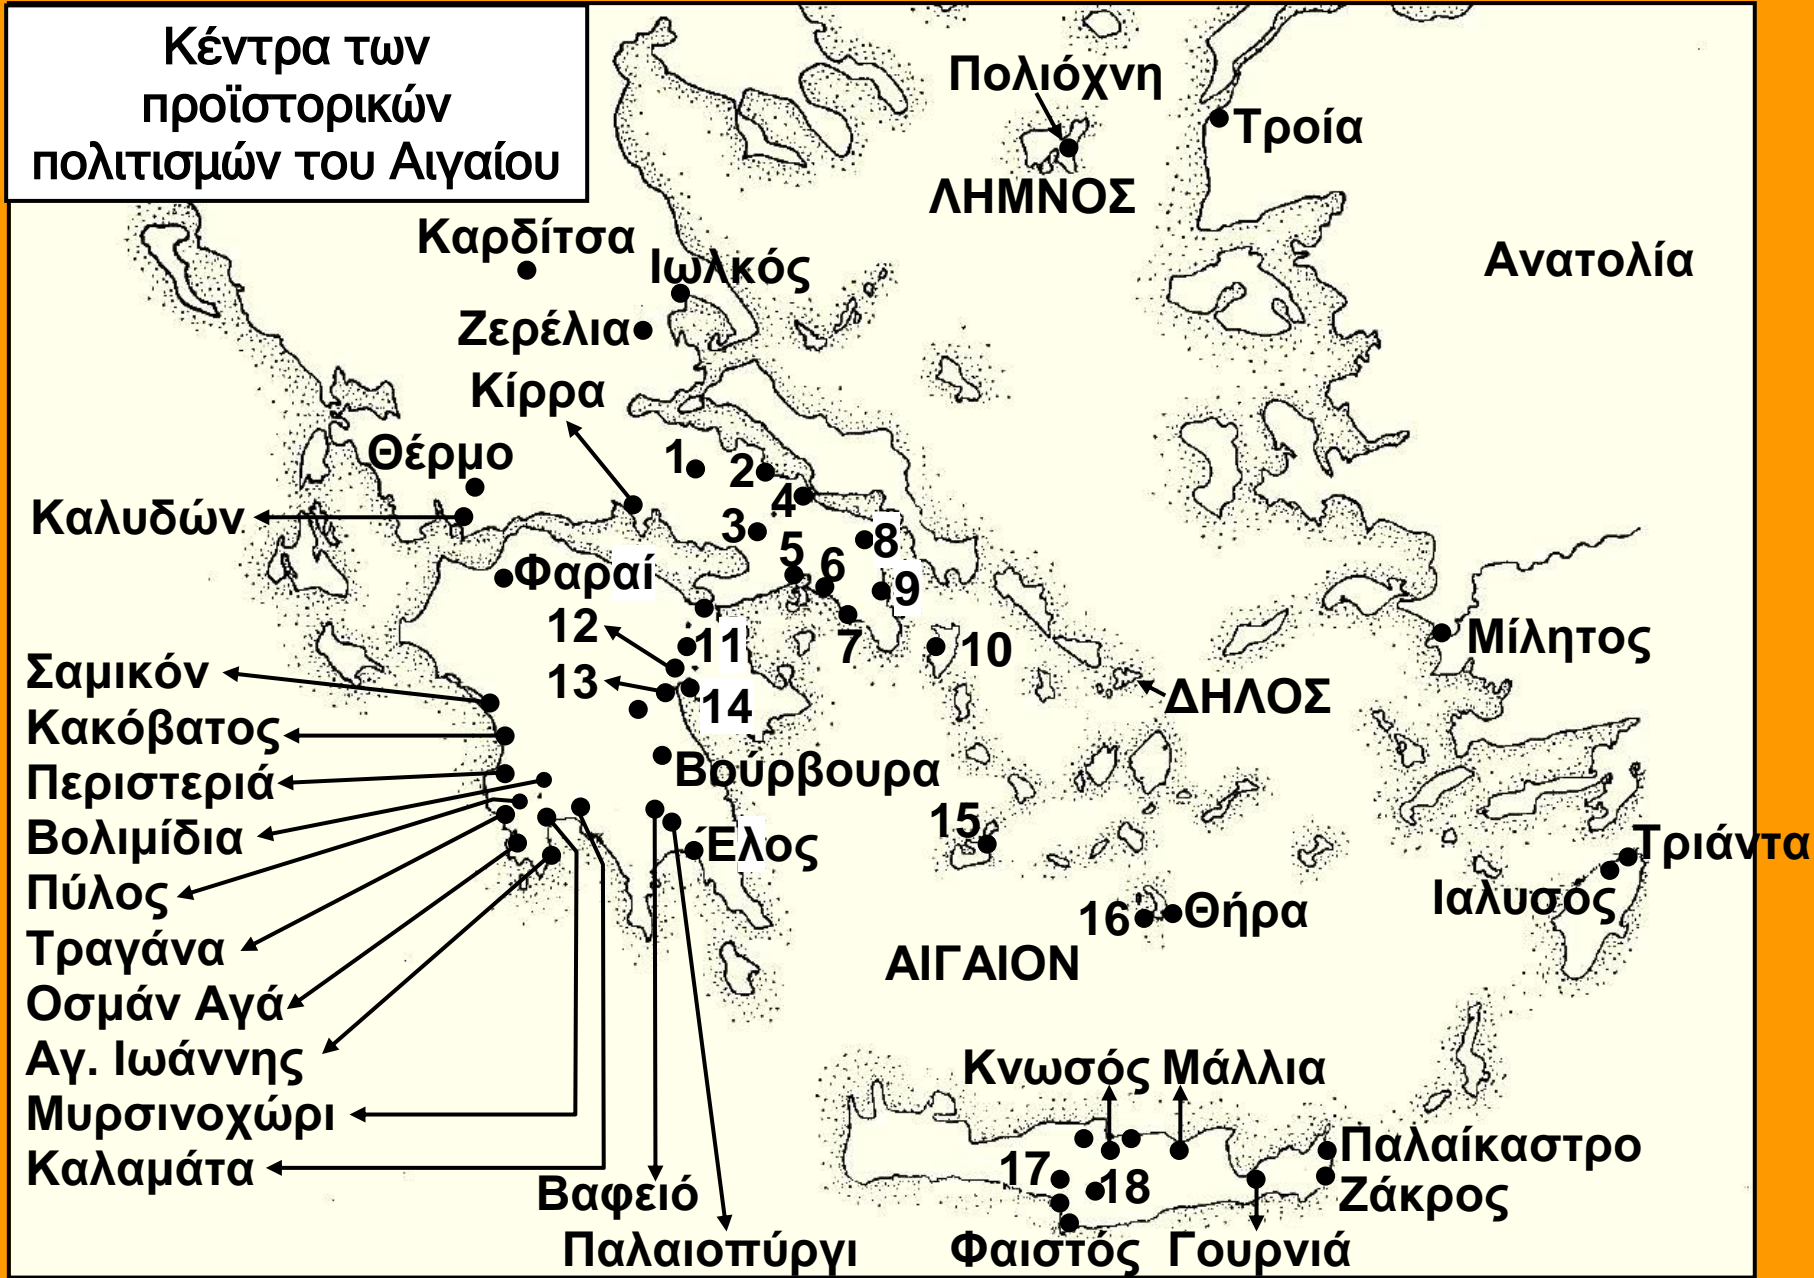 Κέντρα των
προϊστορικών
πολιτισμών του Αιγαίου
Πολιόχνη
Τροία
ΛΗΜΝΟΣ
Καρδίτσα
Ιωλκός
Ανατολία
Ζερέλια
Κίρρα
Θέρμο
1
2
Καλυδών
4
3
5
6
8
Φαραί
9
12
11
7
10
Μίλητος
Σαμικόν
13
14
ΔΗΛΟΣ
Κακόβατος
Περιστεριά
Βούρβουρα
Βολιμίδια
15
Έλος
Τριάντα
Πύλος
Ιαλυσός
16
Θήρα
Τραγάνα
ΑΙΓΑΙΟΝ
Οσμάν Αγά
Αγ. Ιωάννης
Κνωσός
Μάλλια
Μυρσινοχώρι
Παλαίκαστρο
Καλαμάτα
17
18
Βαφειό
Ζάκρος
Παλαιοπύργι
Φαιστός
Γουρνιά